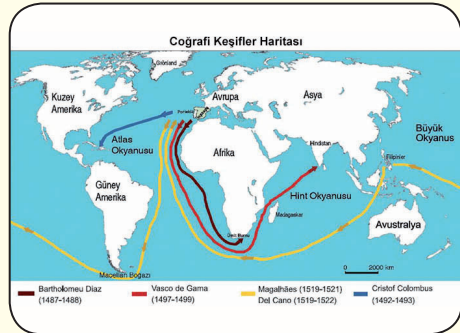 Coğrafi Keşifler Haritası
Grönland
Kuzey
Amerika
Avrupa
Asya
Büyük
Okyanus
Atlas
Okyanusu
Portekiz
Afrika
Hindistan
Filipinler
Güney
Amerika
Hint Okyanusu
Madagasker
Avustralya
Ümit Burnu
Macellan Boğazı
0 2000 km
Bartholomeu Diaz
(1487-1488)
Vasco de Gama
(1497-1499)
Magalhães (1519-1521)
Del Cano (1519-1522)
Cristof Colombus
(1492-1493)